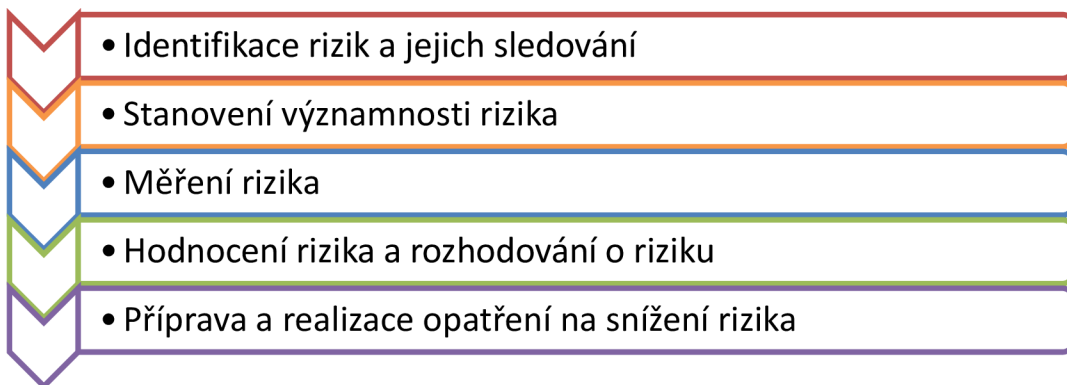 • Identifikace rizik a jejich sledování
• Stanovení významnosti rizika
• Měření rizika
• Hodnocení rizika a rozhodování o riziku
• Příprava a realizace opatření na snížení rizika